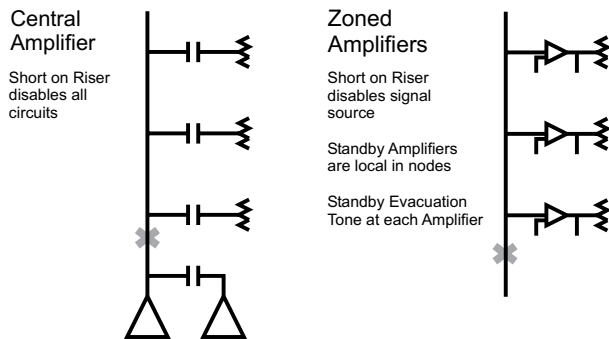 Central
Amplifier
Short on Riser
disables all
circuits
Zoned
Amplifiers
Short on Riser
disables signal
source
Standby Amplifiers
are local in nodes
Standby Evacuation
Tone at each Amplifier